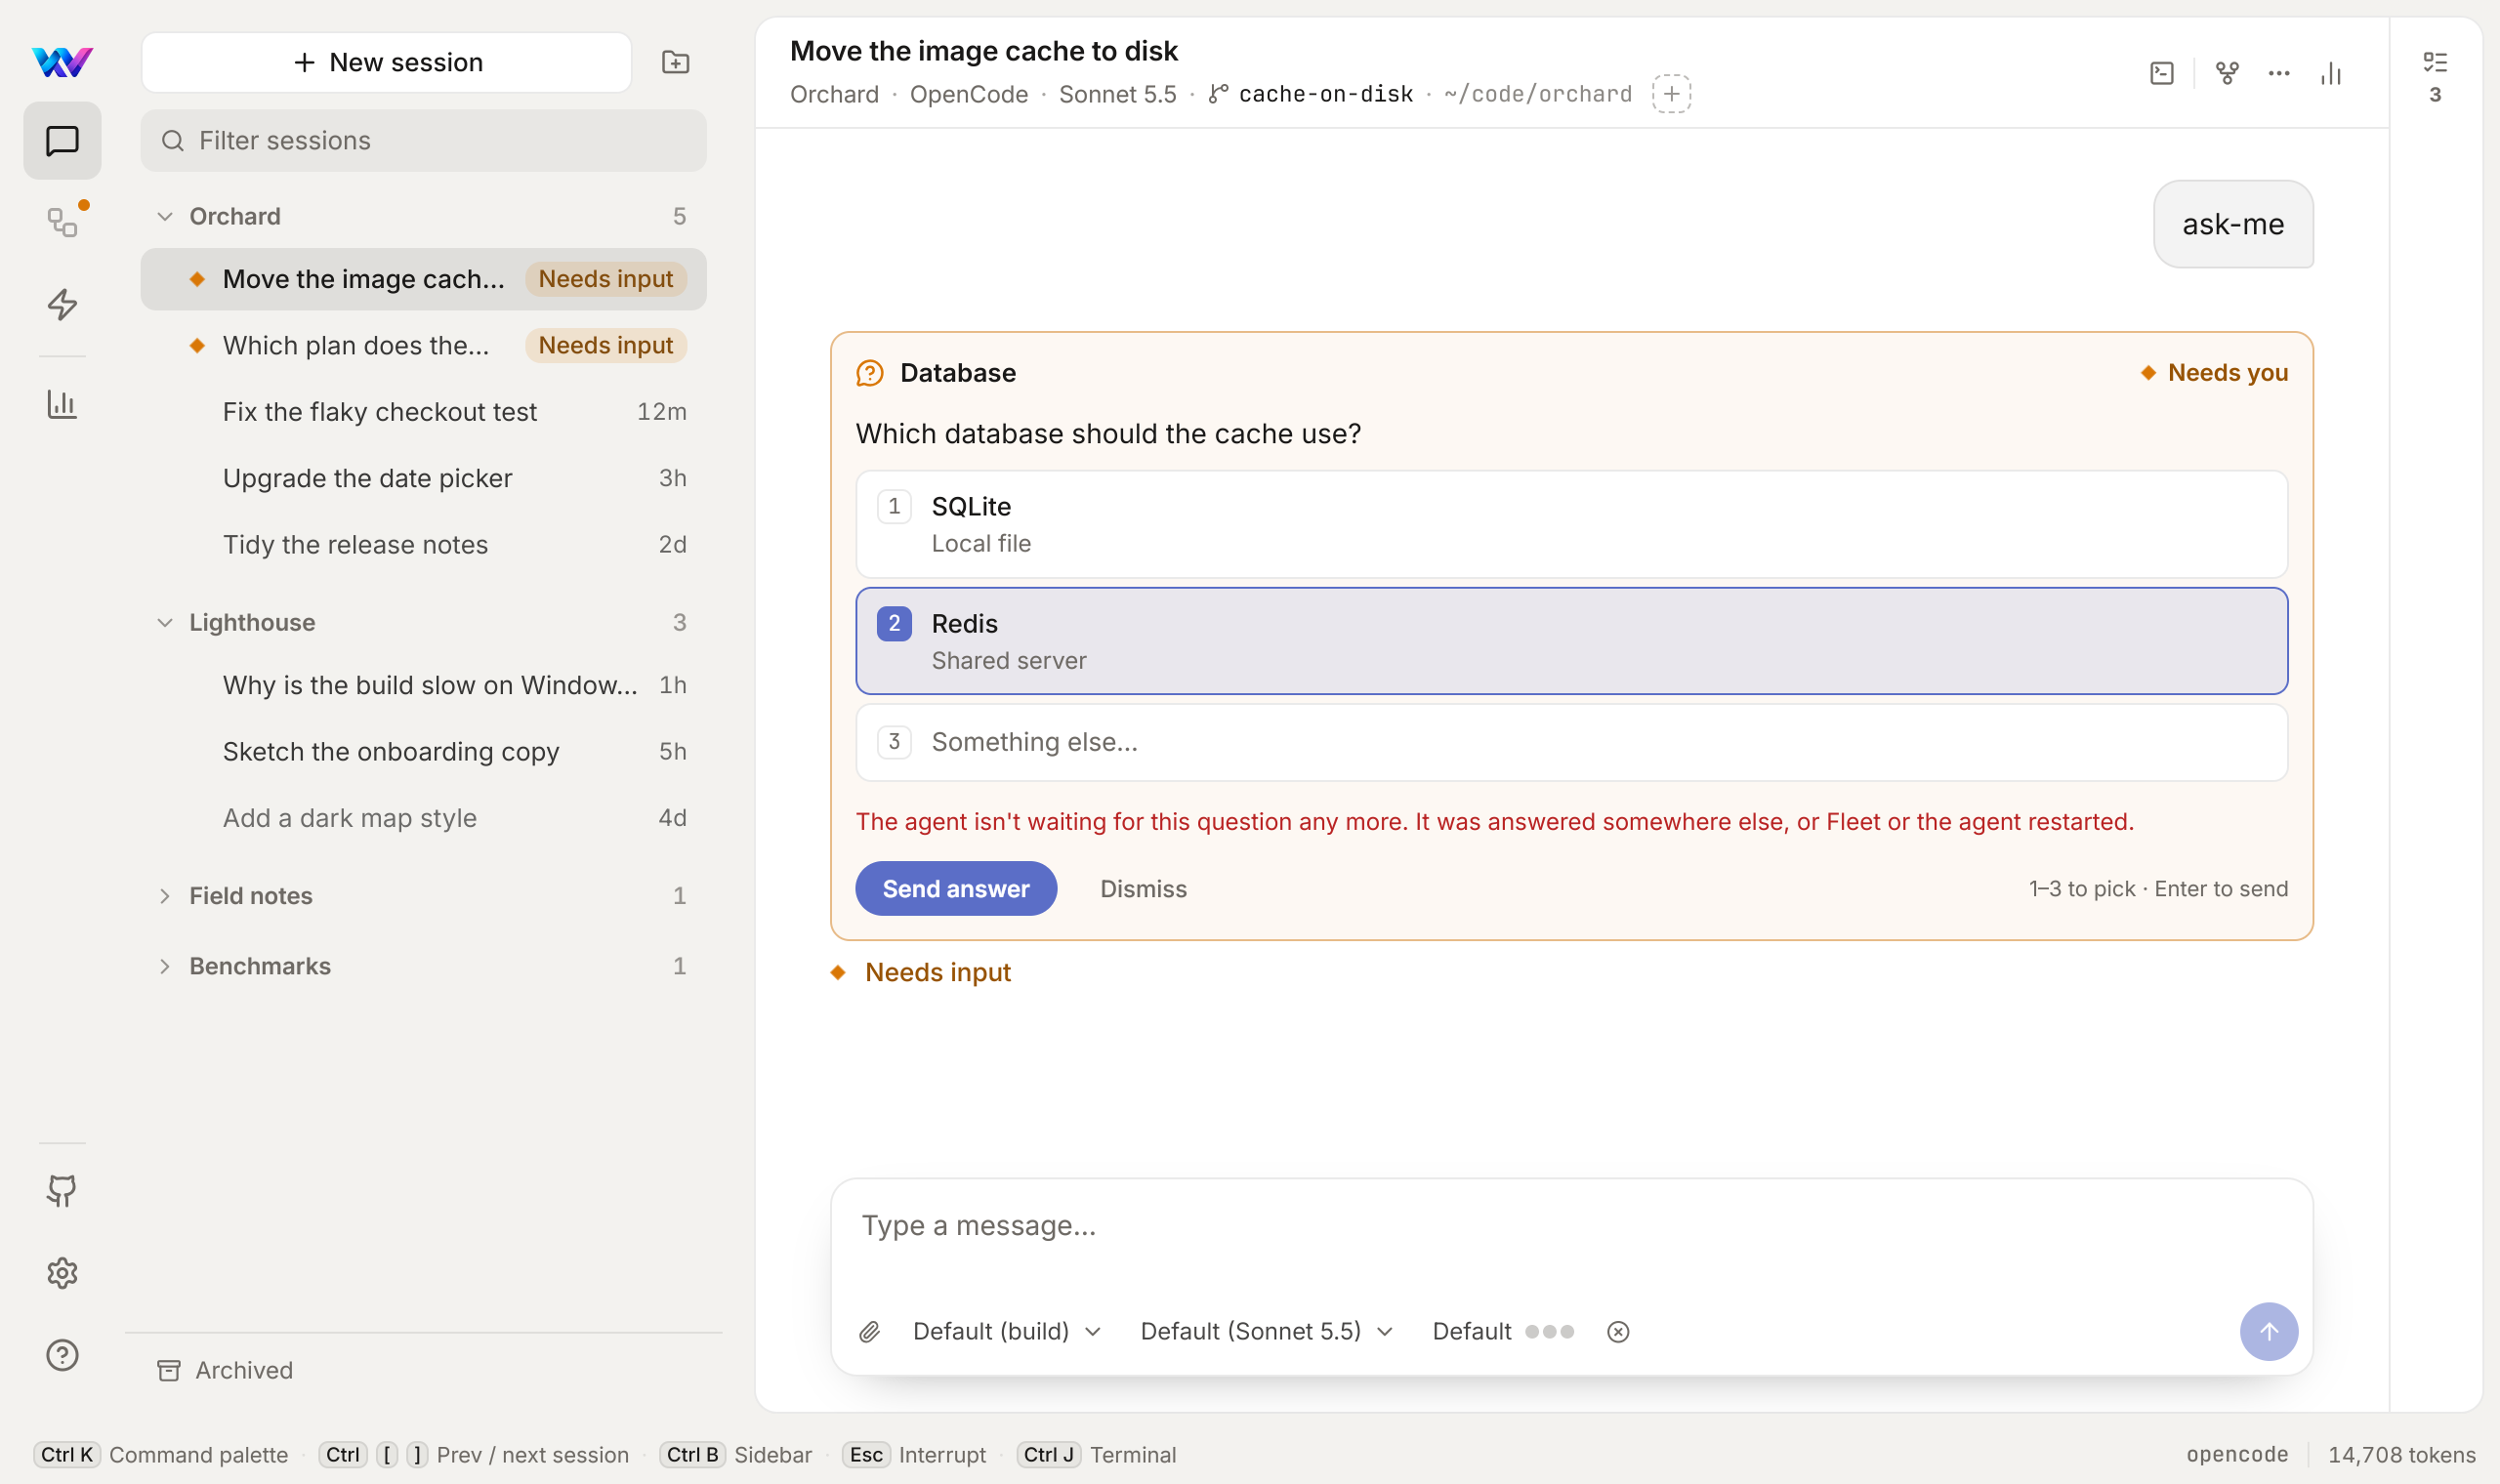 New session
Filter sessions
Orchard 5
Move the image cach... Needs input
Which plan does the... Needs input
Fix the flaky checkout test 12m
Upgrade the date picker 3h
Tidy the release notes 2d
Lighthouse 3
Why is the build slow on Window... 1h
Sketch the onboarding copy 5h
Add a dark map style 4d
Field notes 1
Benchmarks 1
Archived
Move the image cache to disk
Orchard · OpenCode · Sonnet 5.5 · cache-on-disk · ~/code/orchard
3
ask-me
Database Needs you
Which database should the cache use?
1 SQLite
Local file
2 Redis
Shared server
3 Something else...
The agent isn't waiting for this question any more. It was answered somewhere else, or Fleet or the agent restarted.
Send answer Dismiss 1–3 to pick · Enter to send
Needs input
Type a message...
Default (build) Default (Sonnet 5.5) Default
Ctrl K Command palette · Ctrl [ ] Prev / next session · Ctrl B Sidebar · Esc Interrupt · Ctrl J Terminal opencode 14,708 tokens